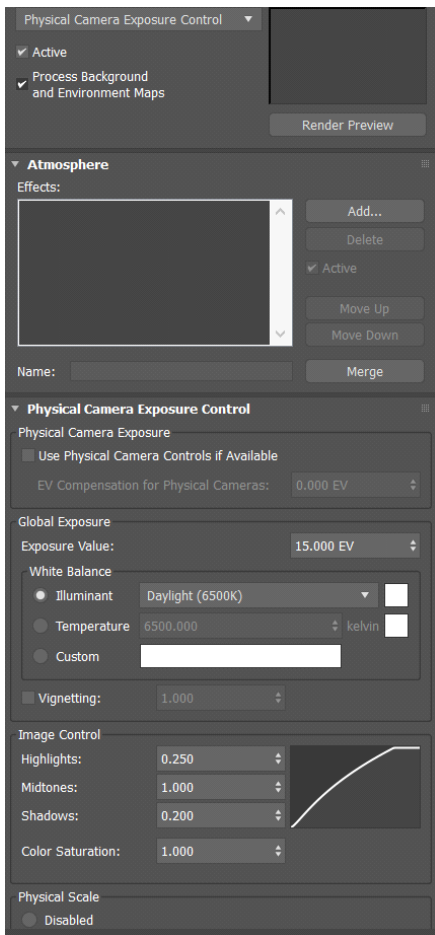 Physical Camera Exposure Control
Active
Process Background
and Environment Maps
Render Preview
Atmosphere
Effects:
Add...
Delete
Active
Move Up
Move Down
Name:
Merge
Physical Camera Exposure Control
Physical Camera Exposure
Use Physical Camera Controls if Available
EV Compensation for Physical Cameras: 0.000 EV
Global Exposure
Exposure Value: 15.000 EV
White Balance
Illuminant Daylight (6500K)
Temperature 6500.000 kelvin
Custom
Vignetting: 1.000
Image Control
Highlights: 0.250
Midtones: 1.000
Shadows: 0.200
Color Saturation: 1.000
Physical Scale
Disabled